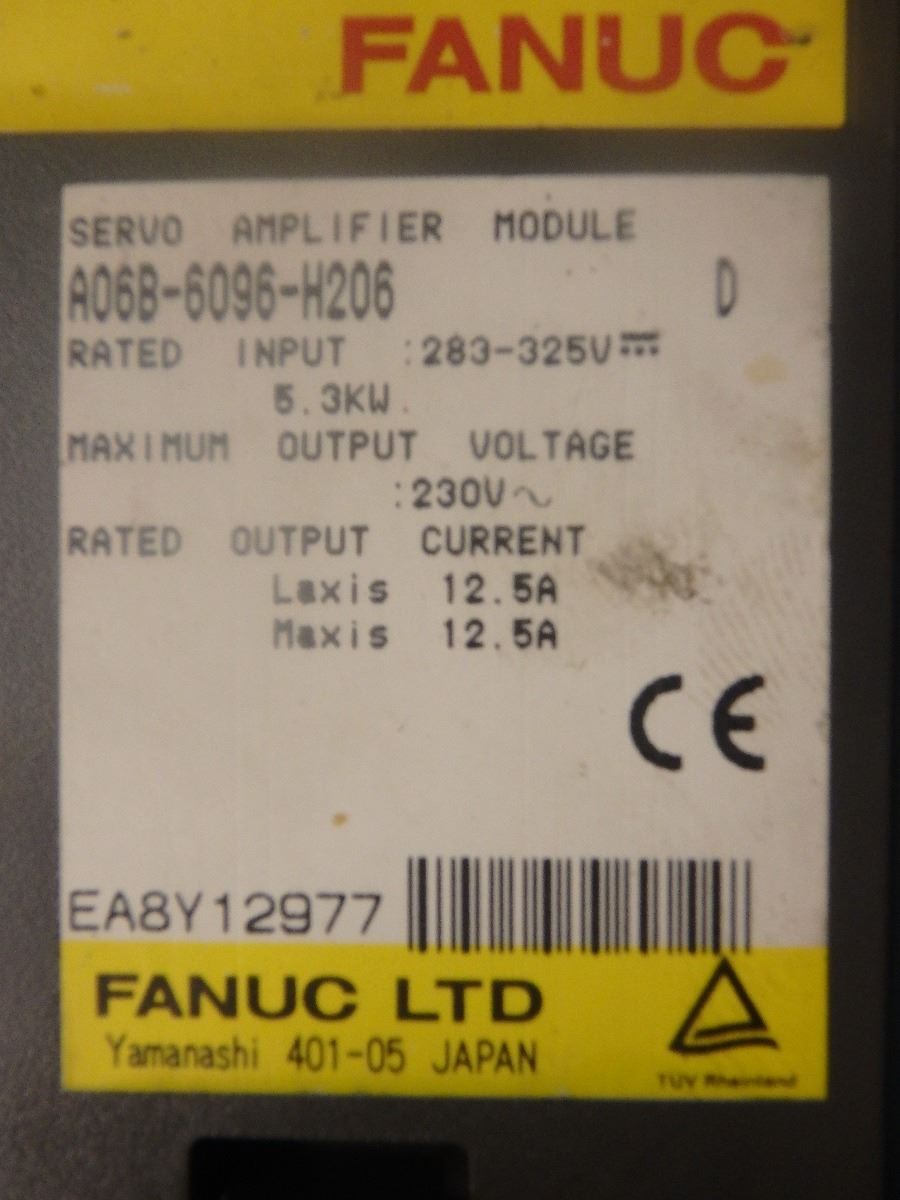 FANUC
SERVO AMPLIFIER MODULE
A06B-6096-H206 D
RATED INPUT :283-325V⎓
5.3KW
MAXIMUM OUTPUT VOLTAGE
:230V~
RATED OUTPUT CURRENT
Laxis 12.5A
Maxis 12.5A
CE
EA8Y12977
FANUC LTD
Yamanashi 401-05 JAPAN
TÜV Rheinland